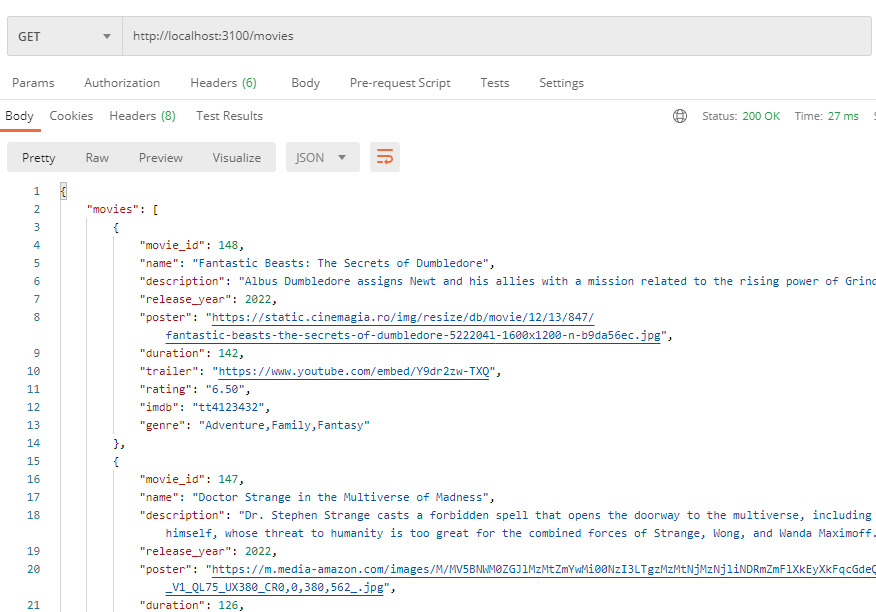 GET http://localhost:3100/movies
Params Authorization Headers (6) Body Pre-request Script Tests Settings
Body Cookies Headers (8) Test Results Status: 200 OK Time: 27 ms
Pretty Raw Preview Visualize JSON
1 {
2 "movies": [
3 {
4 "movie_id": 148,
5 "name": "Fantastic Beasts: The Secrets of Dumbledore",
6 "description": "Albus Dumbledore assigns Newt and his allies with a mission related to the rising power of Grind
7 "release_year": 2022,
8 "poster": "https://static.cinemagia.ro/img/resize/db/movie/12/13/847/
fantastic-beasts-the-secrets-of-dumbledore-522204l-1600x1200-n-b9da56ec.jpg",
9 "duration": 142,
10 "trailer": "https://www.youtube.com/embed/Y9dr2zw-TXQ",
11 "rating": "6.50",
12 "imdb": "tt4123432",
13 "genre": "Adventure,Family,Fantasy"
14 },
15 {
16 "movie_id": 147,
17 "name": "Doctor Strange in the Multiverse of Madness",
18 "description": "Dr. Stephen Strange casts a forbidden spell that opens the doorway to the multiverse, including
himself, whose threat to humanity is too great for the combined forces of Strange, Wong, and Wanda Maximoff.
19 "release_year": 2022,
20 "poster": "https://m.media-amazon.com/images/M/MV5BNWM0ZGJlMzMtZmYwMi00NzI3LTgzMzMtNjMzNjliNDRmZmFlXkEyXkFqcGde
_V1_QL75_UX380_CR0,0,380,562_.jpg",
21 "duration": 126,